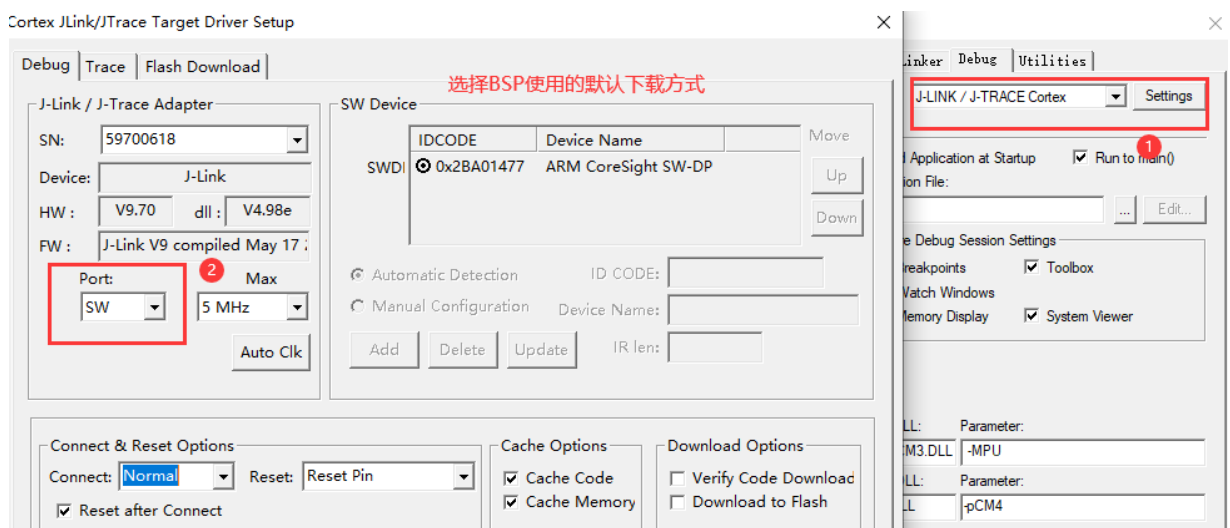 Cortex JLink/JTrace Target Driver Setup
Debug
Trace
Flash Download
选择BSP使用的默认下载方式
J-Link / J-Trace Adapter
SN:
59700618
Device:
J-Link
HW :
V9.70
dll :
V4.98e
FW :
J-Link V9 compiled May 17
2
Port:
Max
SW
5 MHz
Auto Clk
SW Device
IDCODE
Device Name
Move
SWDI
0x2BA01477
ARM CoreSight SW-DP
Up
Down
Automatic Detection
ID CODE:
Manual Configuration
Device Name:
Add
Delete
Update
IR len:
Connect & Reset Options
Connect:
Normal
Reset:
Reset Pin
Reset after Connect
Cache Options
Cache Code
Cache Memory
Download Options
Verify Code Download
Download to Flash
Linker
Debug
Utilities
J-LINK / J-TRACE Cortex
Settings
1
Application at Startup
Run to main()
ion File:
...
Edit...
e Debug Session Settings
Breakpoints
Toolbox
Watch Windows
Memory Display
System Viewer
LL:
Parameter:
CM3.DLL
-MPU
LL:
Parameter:
LL
-pCM4